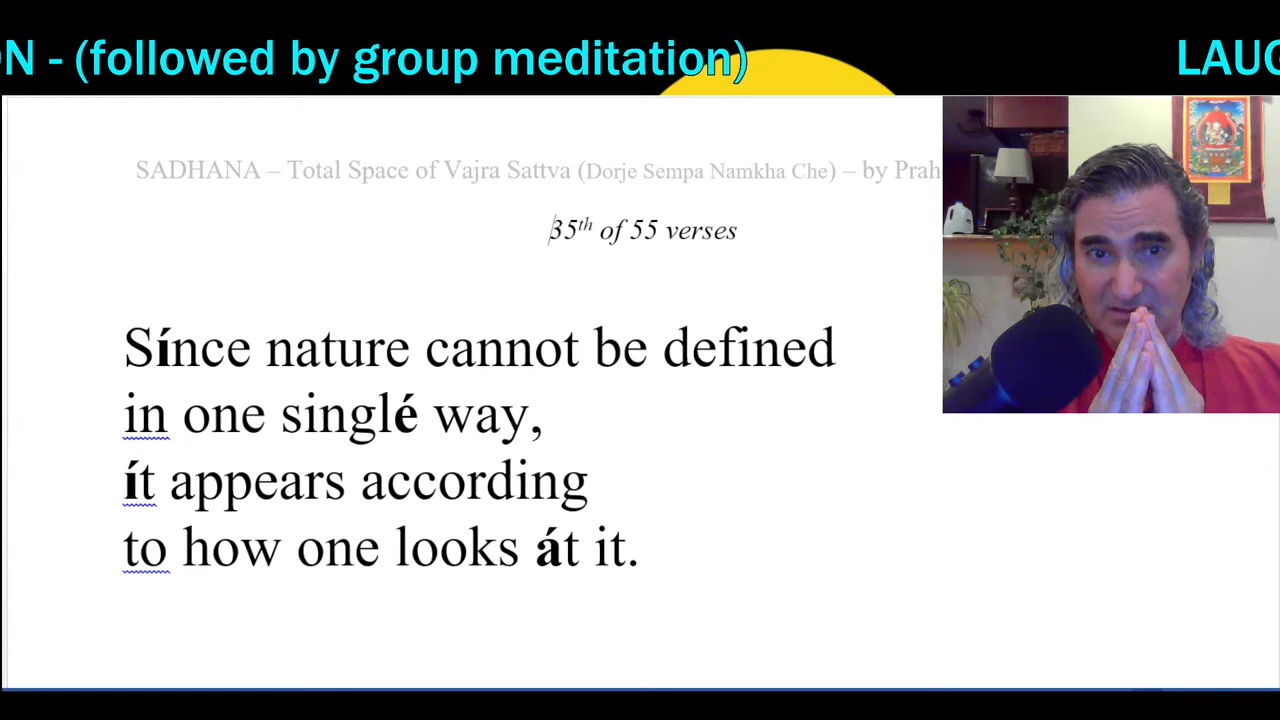 ON - (followed by group meditation) LAUG
SADHANA – Total Space of Vajra Sattva (Dorje Sempa Namkha Che) – by Prah
35th of 55 verses
Sínce nature cannot be defined
in one singlé way,
ít appears according
to how one looks át it.